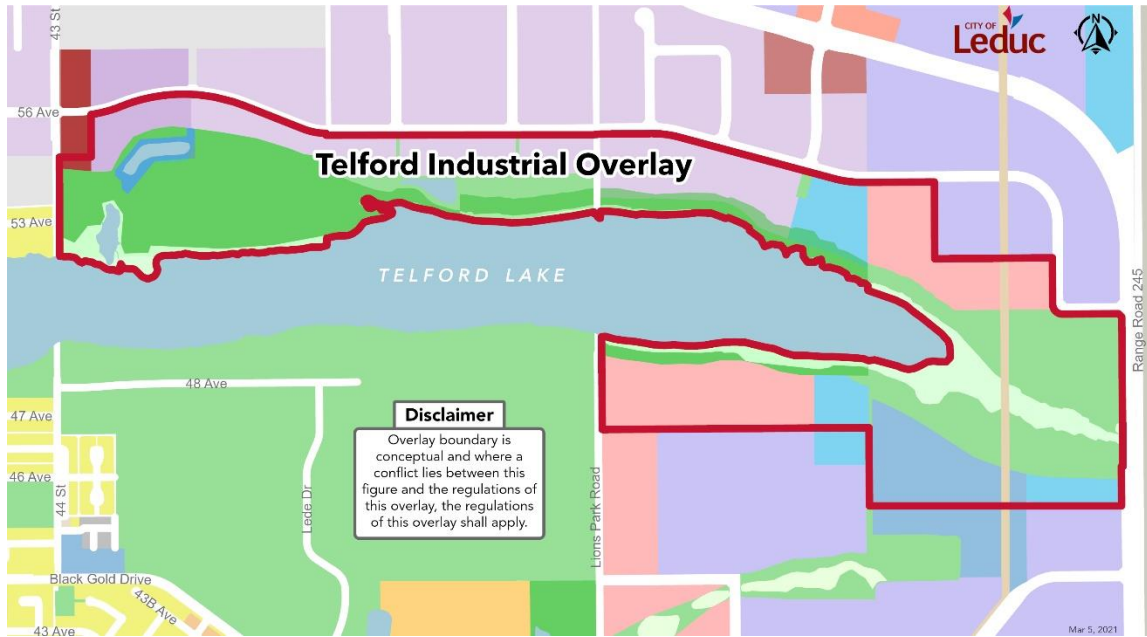 43 St
CITY OF
Leduc
N
56 Ave
Telford Industrial Overlay
53 Ave
TELFORD LAKE
Range Road 245
48 Ave
47 Ave
Disclaimer
Overlay boundary is
conceptual and where a
conflict lies between this
figure and the regulations of
this overlay, the regulations
of this overlay shall apply.
46 Ave
44 St
Lede Dr
Lions Park Road
Black Gold Drive
43B Ave
43 Ave
Mar 5, 2021